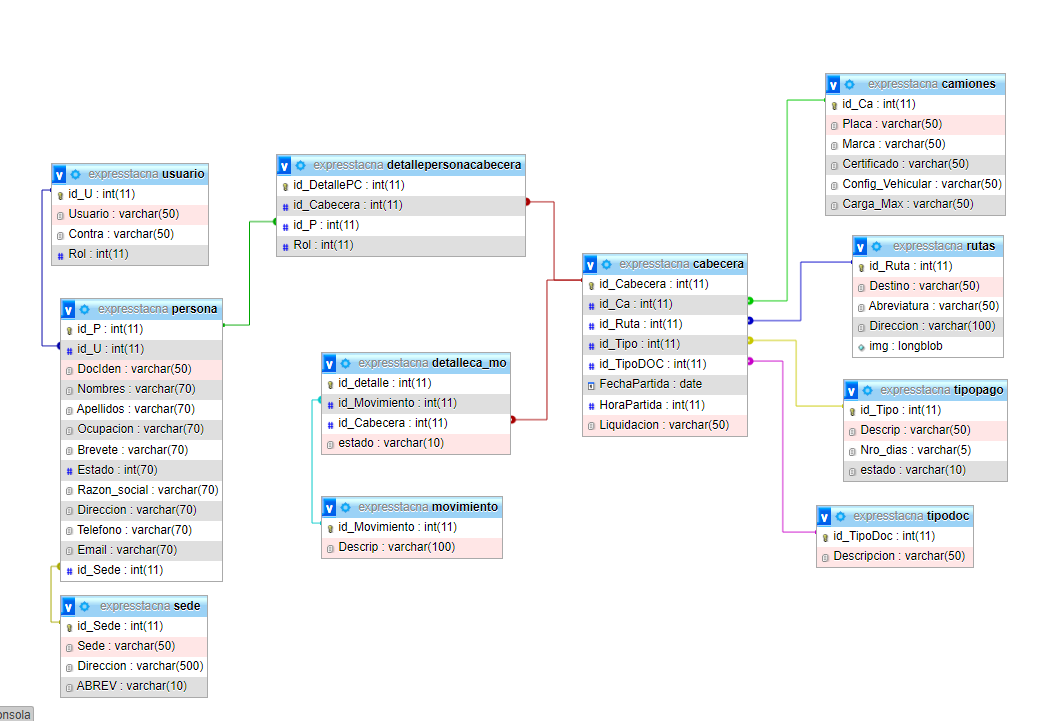 expresstacna usuario
id_U : int(11)
Usuario : varchar(50)
Contra : varchar(50)
Rol : int(11)
expresstacna persona
id_P : int(11)
id_U : int(11)
DocIden : varchar(50)
Nombres : varchar(70)
Apellidos : varchar(70)
Ocupacion : varchar(70)
Brevete : varchar(70)
Estado : int(70)
Razon_social : varchar(70)
Direccion : varchar(70)
Telefono : varchar(70)
Email : varchar(70)
id_Sede : int(11)
expresstacna sede
id_Sede : int(11)
Sede : varchar(50)
Direccion : varchar(500)
ABREV : varchar(10)
expresstacna detallepersonacabecera
id_DetallePC : int(11)
id_Cabecera : int(11)
id_P : int(11)
Rol : int(11)
expresstacna detalleca_mo
id_detalle : int(11)
id_Movimiento : int(11)
id_Cabecera : int(11)
estado : varchar(10)
expresstacna movimiento
id_Movimiento : int(11)
Descrip : varchar(100)
expresstacna cabecera
id_Cabecera : int(11)
id_Ca : int(11)
id_Ruta : int(11)
id_Tipo : int(11)
id_TipoDOC : int(11)
FechaPartida : date
HoraPartida : int(11)
Liquidacion : varchar(50)
expresstacna camiones
id_Ca : int(11)
Placa : varchar(50)
Marca : varchar(50)
Certificado : varchar(50)
Config_Vehicular : varchar(50)
Carga_Max : varchar(50)
expresstacna rutas
id_Ruta : int(11)
Destino : varchar(50)
Abreviatura : varchar(50)
Direccion : varchar(100)
img : longblob
expresstacna tipopago
id_Tipo : int(11)
Descrip : varchar(50)
Nro_dias : varchar(5)
estado : varchar(10)
expresstacna tipodoc
id_TipoDoc : int(11)
Descripcion : varchar(50)
onsola